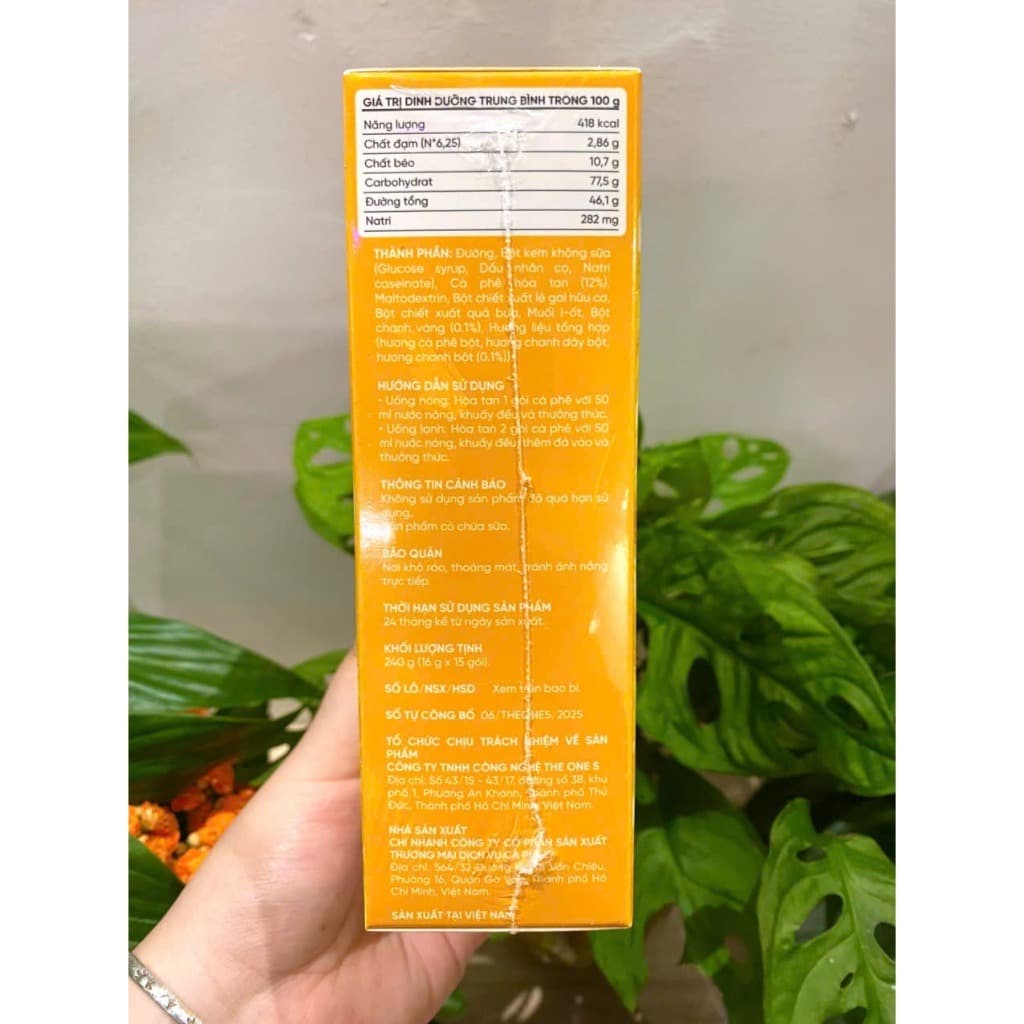 GIÁ TRỊ DINH DƯỠNG TRUNG BÌNH TRONG 100 g
Năng lượng 418 kcal
Chất đạm (N*6,25) 2,86 g
Chất béo 10,7 g
Carbohydrat 77,5 g
Đường tổng 46,1 g
Natri 282 mg
THÀNH PHẦN: Đường, Bột kem không sữa
(Glucose syrup, Dầu nhân cọ, Natri
caseinate), Cà phê hòa tan (12%),
Maltodextrin, Bột chiết xuất lê gai hữu cơ,
Bột chiết xuất quả bứa, Muối i-ốt, Bột
chanh vàng (0.1%), Hương liệu tổng hợp
(hương cà phê bột, hương chanh dây bột,
hương chanh bột (0.1%))
HƯỚNG DẪN SỬ DỤNG
• Uống nóng: Hòa tan 1 gói cà phê với 50
ml nước nóng, khuấy đều và thưởng thức.
• Uống lạnh: Hòa tan 2 gói cà phê với 50
ml nước nóng, khuấy đều, thêm đá vào và
thưởng thức.
THÔNG TIN CẢNH BÁO
Không sử dụng sản phẩm đã quá hạn sử
dụng.
Sản phẩm có chứa sữa.
BẢO QUẢN
Nơi khô ráo, thoáng mát, tránh ánh nắng
trực tiếp.
THỜI HẠN SỬ DỤNG SẢN PHẨM
24 tháng kể từ ngày sản xuất.
KHỐI LƯỢNG TỊNH
240 g (16 g x 15 gói).
SỐ LÔ/NSX/HSD Xem trên bao bì.
SỐ TỰ CÔNG BỐ 06/THEONE5/2025
TỔ CHỨC CHỊU TRÁCH NHIỆM VỀ SẢN
PHẨM
CÔNG TY TNHH CÔNG NGHỆ THE ONE 5
Địa chỉ: Số 43/15 - 43/17, đường số 38, khu
phố 1, Phường An Khánh, Thành phố Thủ
Đức, Thành phố Hồ Chí Minh, Việt Nam.
NHÀ SẢN XUẤT
CHI NHÁNH CÔNG TY CỔ PHẦN SẢN XUẤT
THƯƠNG MẠI DỊCH VỤ CÀ
Địa chỉ: 564/32 Đường Văn Chiêu,
Phường 16, Quận Gò Vấp, Thành phố Hồ
Chí Minh, Việt Nam.
SẢN XUẤT TẠI VIỆT NAM